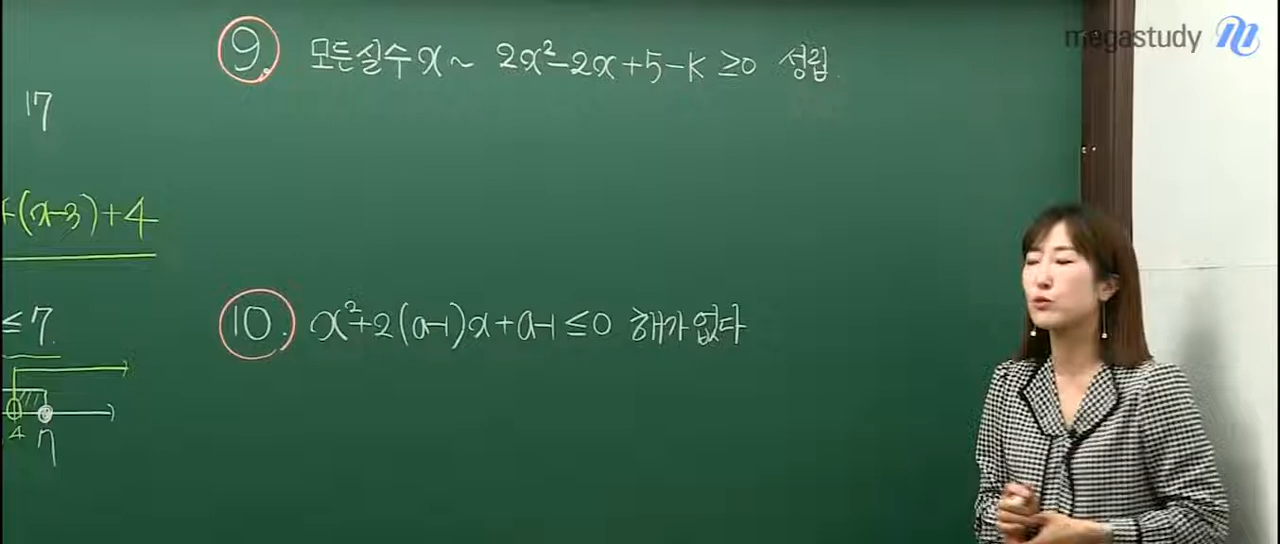 megastudy
9. 모든 실수 x ~ 2x²-2x+5-k ≥0 성립.
17
(x-3)+4
≤7.
10. x²+2(a-1)x+a-1 ≤0 해가 없다
4
7